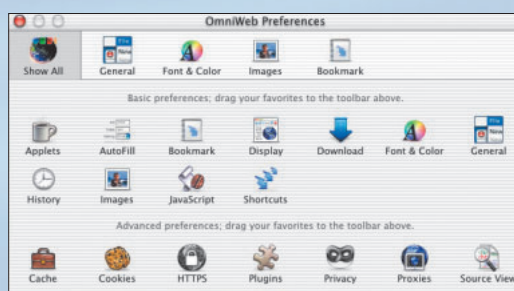 OmniWeb Preferences
Show All General Font & Color Images Bookmark
Basic preferences; drag your favorites to the toolbar above.
Applets AutoFill Bookmark Display Download Font & Color General
History Images JavaScript Shortcuts
Advanced preferences; drag your favorites to the toolbar above.
Cache Cookies HTTPS Plugins Privacy Proxies Source View